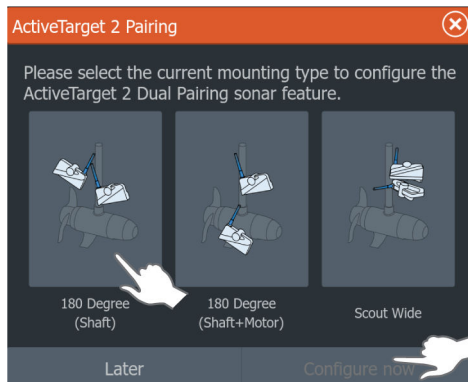 ActiveTarget 2 Pairing
Please select the current mounting type to configure the
ActiveTarget 2 Dual Pairing sonar feature.
180 Degree
(Shaft)
180 Degree
(Shaft+Motor)
Scout Wide
Later
Configure now